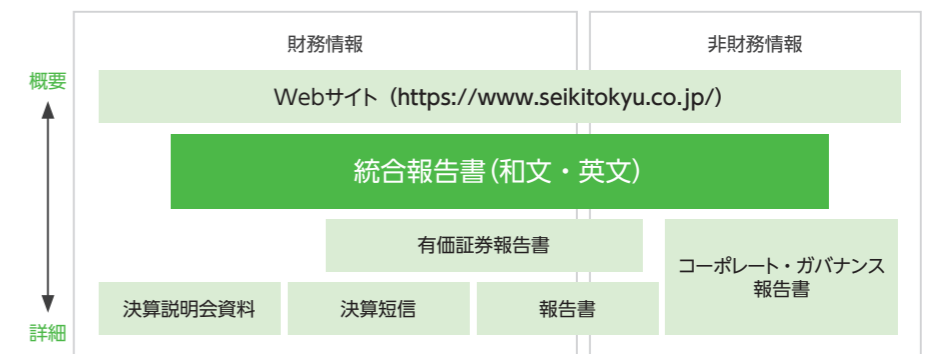 財務情報
非財務情報
概要
Webサイト（https://www.seikitokyu.co.jp/）
統合報告書（和文・英文）
有価証券報告書
コーポレート・ガバナンス
報告書
決算説明会資料
決算短信
報告書
詳細